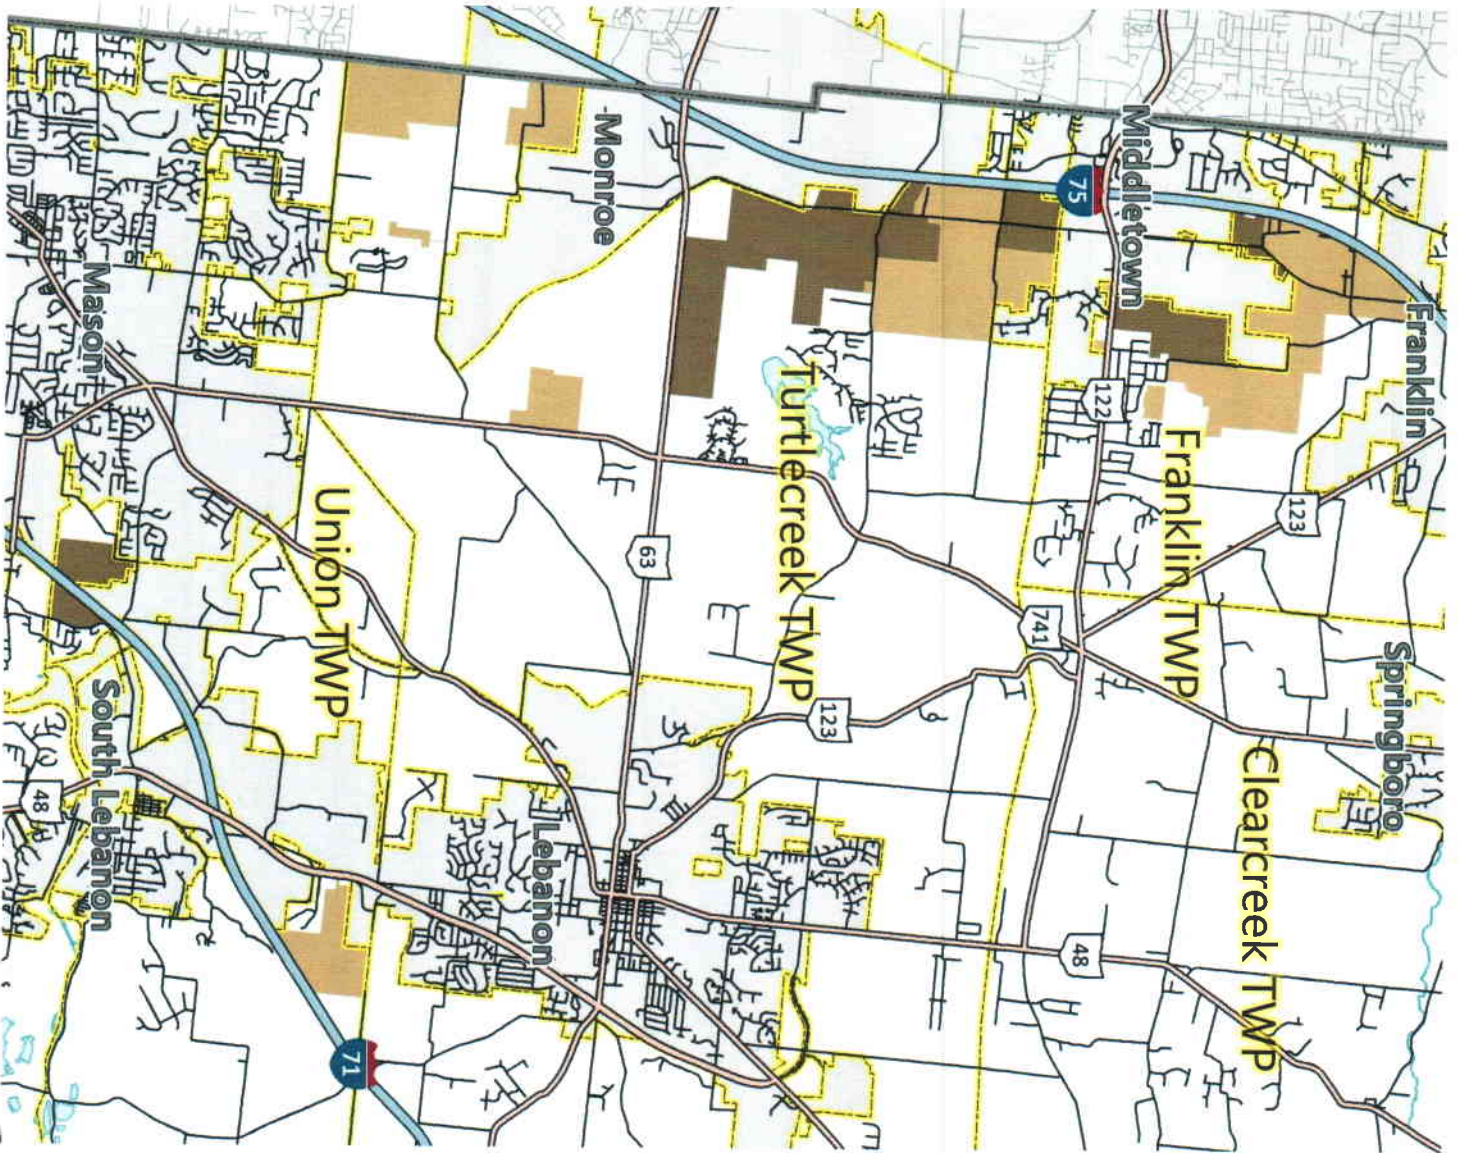 Franklin
Springboro
Middletown
75
122
123
Franklin TWP
741
Clearcreek TWP
48
Turtlecreek TWP
123
Monroe
63
Lebanon
Union TWP
71
Mason
South Lebanon
48